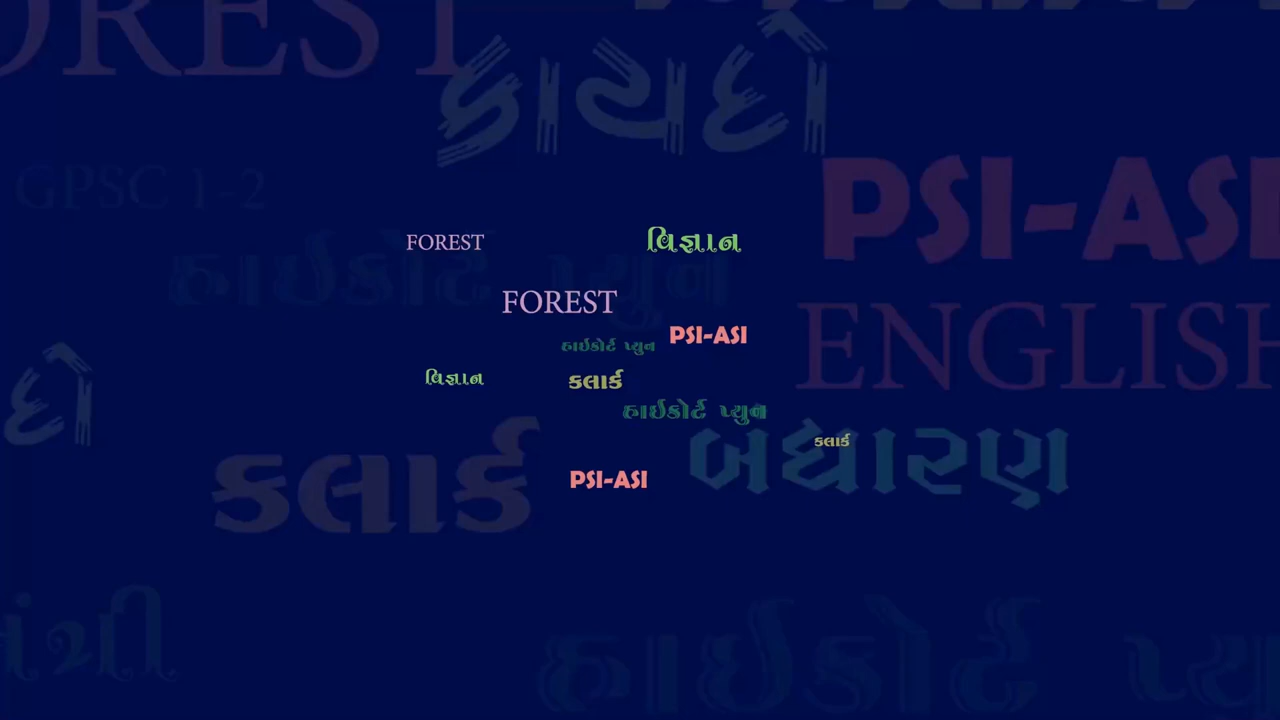 FOREST
કાયદો
GPSC 1-2
PSI-ASI
FOREST
વિજ્ઞાન
હાઈકોર્ટ પ્યુન
FOREST
ENGLISH
PSI-ASI
હાઈકોર્ટ પ્યુન
વિજ્ઞાન
કલાર્ક
હાઈકોર્ટ પ્યુન
કલાર્ક
બધારણ
કલાર્ક
PSI-ASI
હાઈકોર્ટ